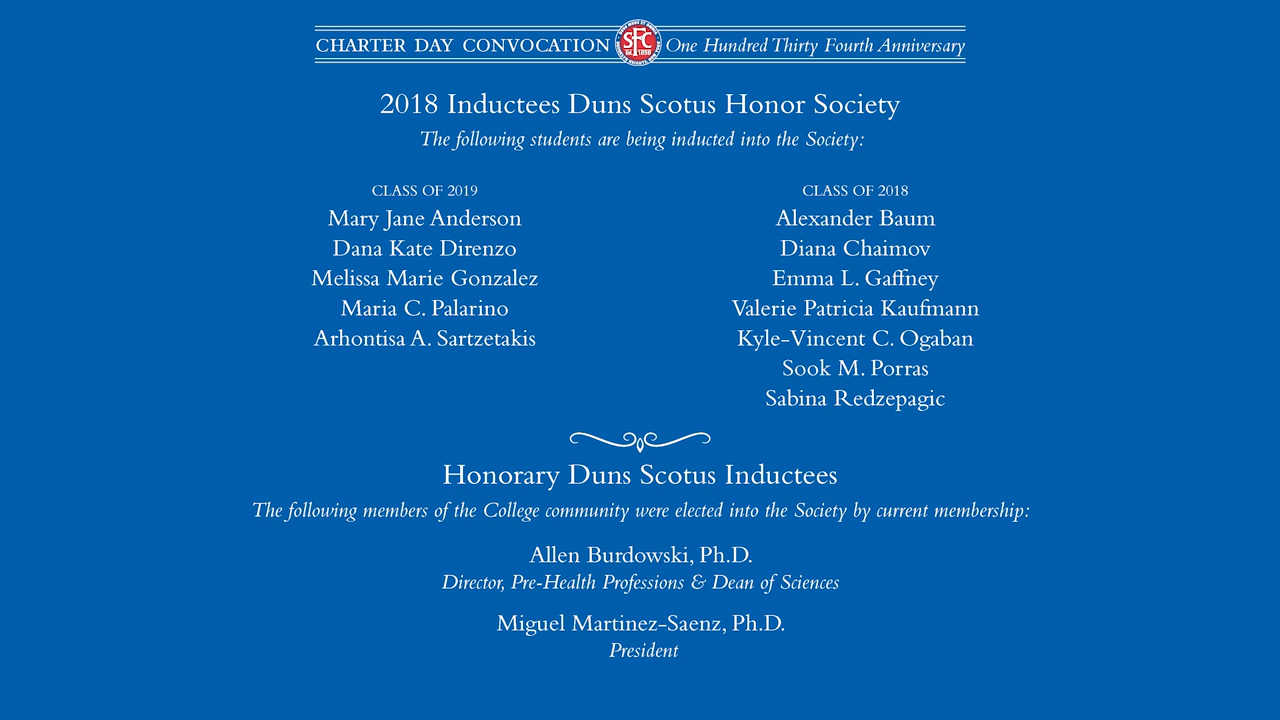 CHARTER DAY CONVOCATION SFC One Hundred Thirty Fourth Anniversary
2018 Inductees Duns Scotus Honor Society
The following students are being inducted into the Society:
CLASS OF 2019
Mary Jane Anderson
Dana Kate Direnzo
Melissa Marie Gonzalez
Maria C. Palarino
Arhontisa A. Sartzetakis
CLASS OF 2018
Alexander Baum
Diana Chaimov
Emma L. Gaffney
Valerie Patricia Kaufmann
Kyle-Vincent C. Ogaban
Sook M. Porras
Sabina Redzepagic
Honorary Duns Scotus Inductees
The following members of the College community were elected into the Society by current membership:
Allen Burdowski, Ph.D.
Director, Pre-Health Professions & Dean of Sciences
Miguel Martinez-Saenz, Ph.D.
President